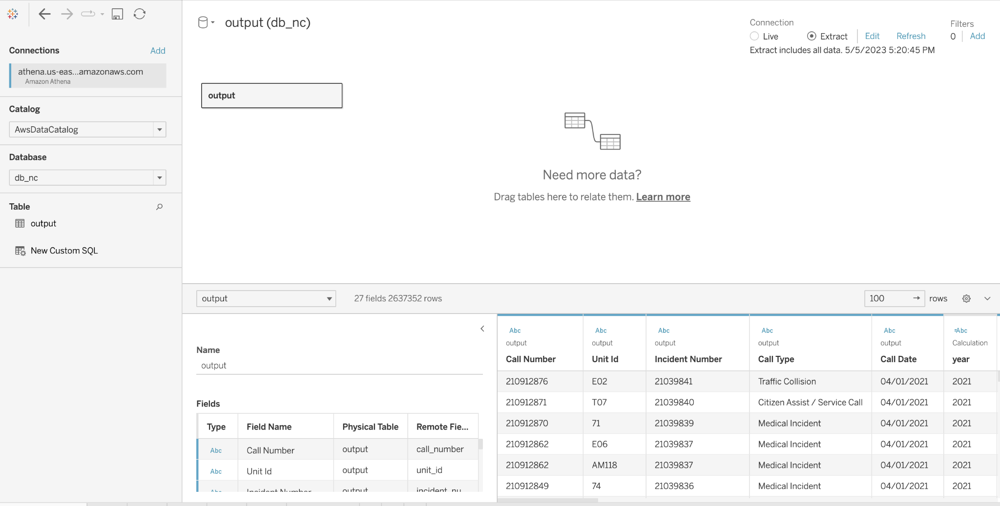 output (db_nc)
Connection
Filters
Live
Extract
Edit
Refresh
0
Add
Extract includes all data. 5/5/2023 5:20:45 PM
Connections
Add
athena.us-eas...amazonaws.com
Amazon Athena
Catalog
AwsDataCatalog
Database
db_nc
Table
output
New Custom SQL
output
Need more data?
Drag tables here to relate them. Learn more
output
27 fields 2637352 rows
100
rows
Name
output
Fields
Type Field Name Physical Table Remote Fie...
Abc Call Number output call_number
Abc Unit Id output unit_id
Abc Incident Number output incident_nu
Abc Abc Abc Abc Abc =Abc
output output output output output Calculation
Call Number Unit Id Incident Number Call Type Call Date year
210912876 E02 21039841 Traffic Collision 04/01/2021 2021
210912871 T07 21039840 Citizen Assist / Service Call 04/01/2021 2021
210912870 71 21039839 Medical Incident 04/01/2021 2021
210912862 E06 21039837 Medical Incident 04/01/2021 2021
210912862 AM118 21039837 Medical Incident 04/01/2021 2021
210912849 74 21039836 Medical Incident 04/01/2021 2021